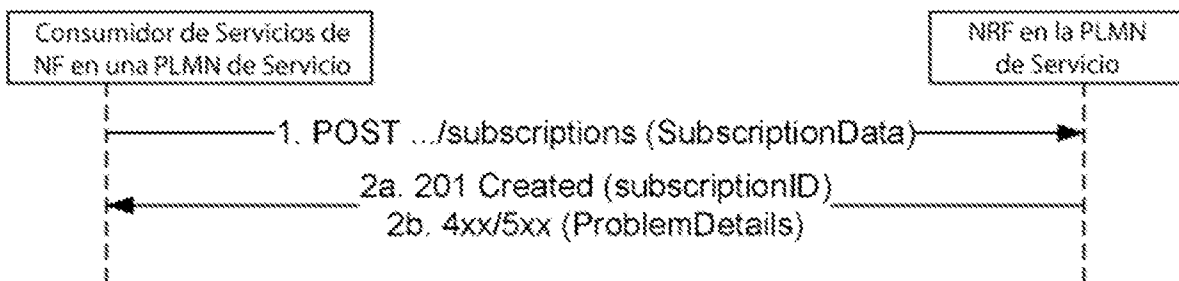 Consumidor de Servicios de
NF en una PLMN de Servicio
NRF en la PLMN
de Servicio
1. POST .../subscriptions (SubscriptionData)
2a. 201 Created (subscriptionID)
2b. 4xx/5xx (ProblemDetails)